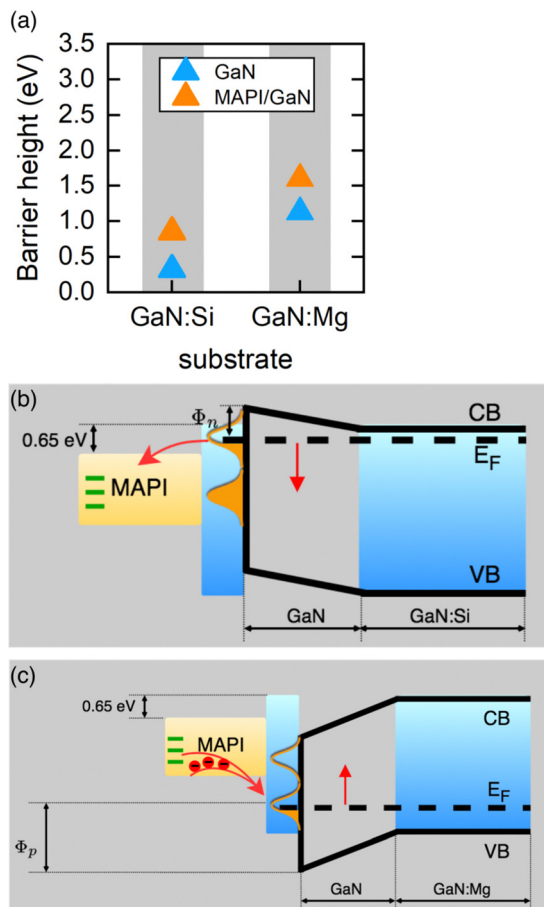 (a)
3.5
3.0
2.5
2.0
1.5
1.0
0.5
0.0
Barrier height (eV)
GaN
MAPI/GaN
GaN:Si GaN:Mg
substrate
(b)
Φn
CB
0.65 eV
EF
MAPI
VB
GaN GaN:Si
(c)
0.65 eV
CB
MAPI
EF
Φp
VB
GaN GaN:Mg